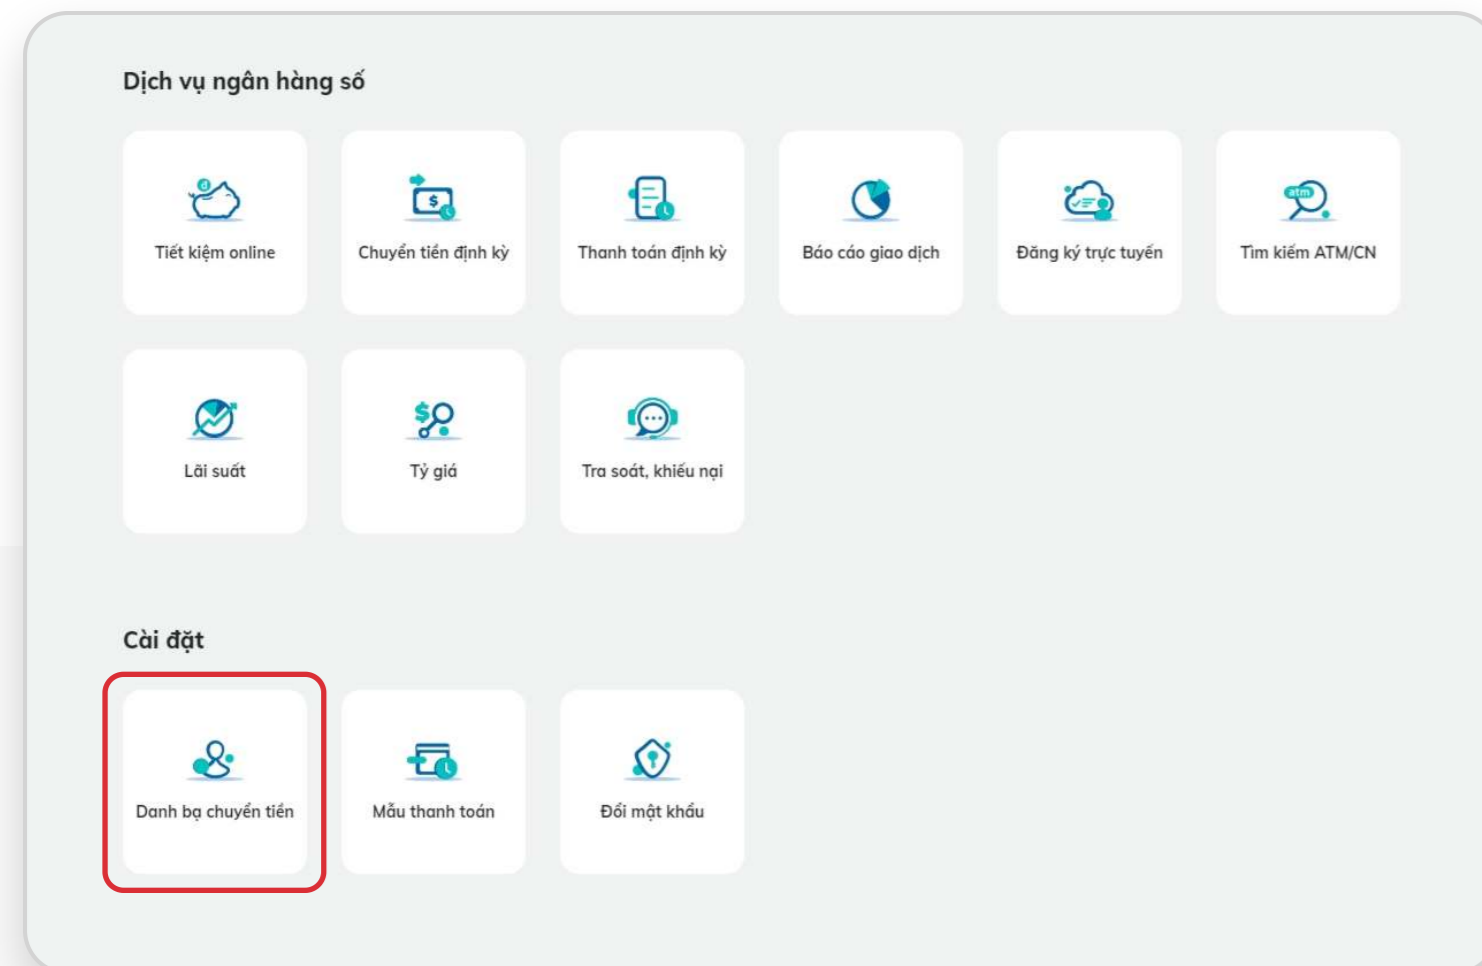 Dịch vụ ngân hàng số
đ
$
atm
Tiết kiệm online
Chuyển tiền định kỳ
Thanh toán định kỳ
Báo cáo giao dịch
Đăng ký trực tuyến
Tìm kiếm ATM/CN
$
Lãi suất
Tỷ giá
Tra soát, khiếu nại
Cài đặt
Danh bạ chuyển tiền
Mẫu thanh toán
Đổi mật khẩu